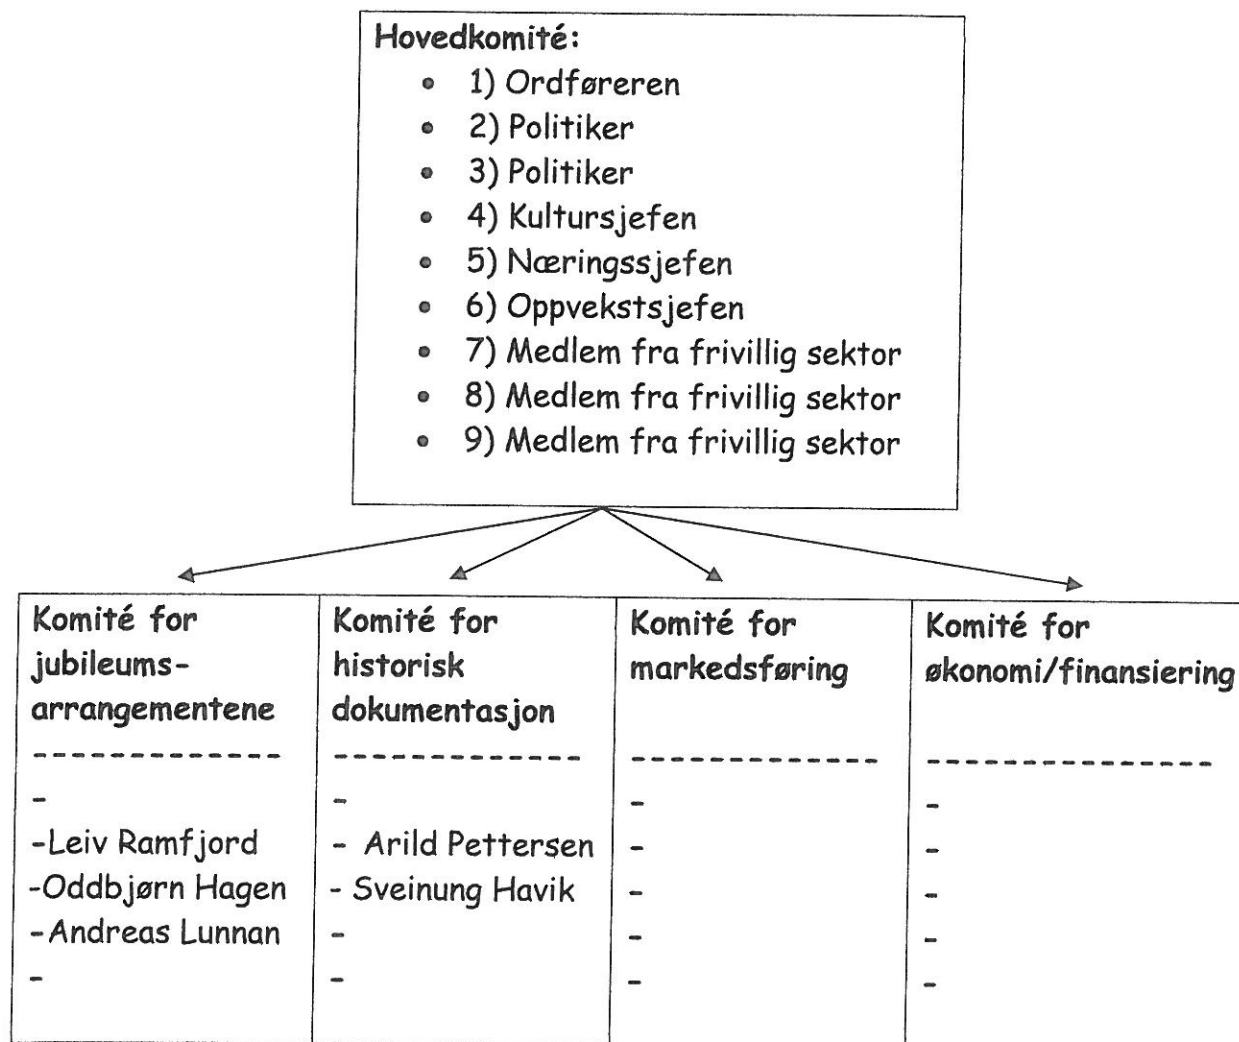 Hovedkomité:
• 1) Ordføreren
• 2) Politiker
• 3) Politiker
• 4) Kultursjefen
• 5) Næringssjefen
• 6) Oppvekstsjefen
• 7) Medlem fra frivillig sektor
• 8) Medlem fra frivillig sektor
• 9) Medlem fra frivillig sektor
Komité for
jubileums-
arrangementene
-------------
-
-Leiv Ramfjord
-Oddbjørn Hagen
-Andreas Lunnan
-
Komité for
historisk
dokumentasjon
-------------
-
- Arild Pettersen
- Sveinung Havik
-
-
Komité for
markedsføring
-------------
-
-
-
-
-
Komité for
økonomi/finansiering
---------------
-
-
-
-
-